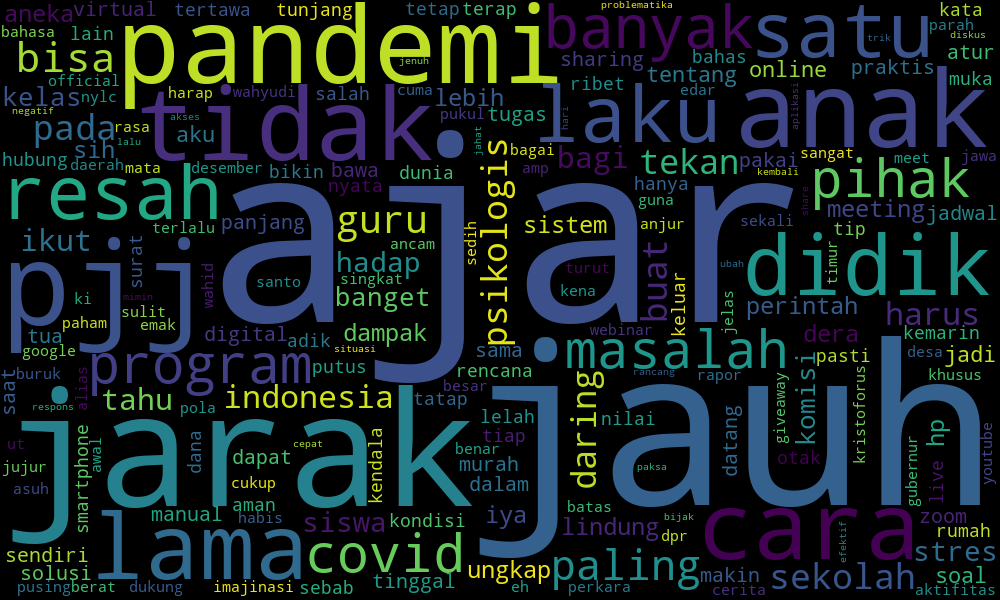 aneka virtual tertawa tunjang tetap terap problematika kata
bahasa lain pandemi banyak satu parah diskus
bisa jenuh sharing bahas trik atur
official tentang online praktis
kelas nylc harap wahyudi salah cuma lebih ribet edar muka
negatif akses pukul tugas laku hari aplikasi anak
pada rasa aku tidak
sih lalu jahat bagai bagi tekan pakai sangat meet jawa
hubung daerah mata desember bikin bawa dunia amp kembali pihak
resah nyata hanya
terlalu panjang guru psikologis sistem guna anjur share meeting jadwal
ikut surat ajar ancam sedih sekali tip
pjj hadap buat didik
wahid santo singkat turut ubah timur
ki mimin banget kena keluar jelas perintah
paham sulit emak harus
tua digital adik dampak webinar dera kemarin
google situasi sama masalah pasti desa jadi
saat buruk program putus rencana rancang rapor khusus
alias besar
respons tahu pola indonesia tatap daring komisi
jarak lelah nilai jauh datang giveaway kristoforus hp
ut smartphone awal dana cepat tiap
jujur dapat kendala benar paksa otak gubernur live youtube
asuh cukup murah
aman dalam batas
manual habis siswa kondisi iya lindung bijak cara zoom
lama dpr efektif rumah
sendiri covid paling stres
solusi tinggal ungkap makin sekolah soal
pusing berat dukung imajinasi sebab eh perkara cerita aktifitas